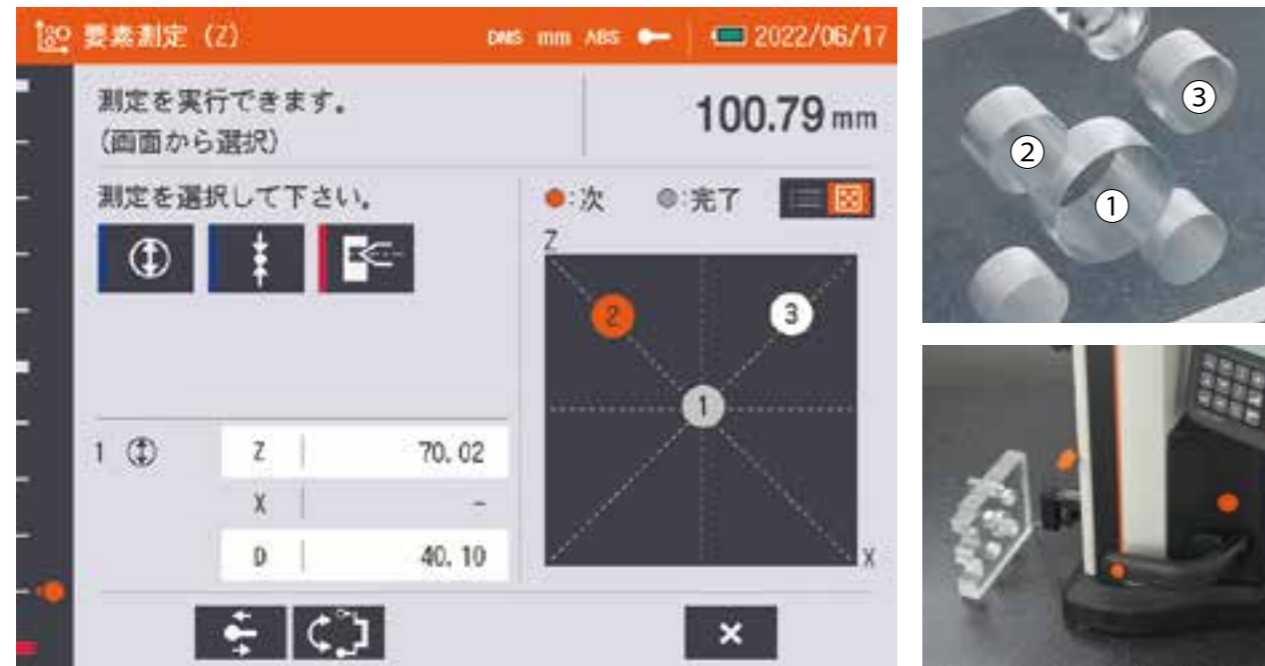 要素測定 (Z)
DMS mm ABS
2022/06/17
測定を実行できます。
(画面から選択)
100.79 mm
測定を選択して下さい。
●:次 ●:完了
Z
2
3
1
X
1
Z 70.02
X -
D 40.10
③
②
①